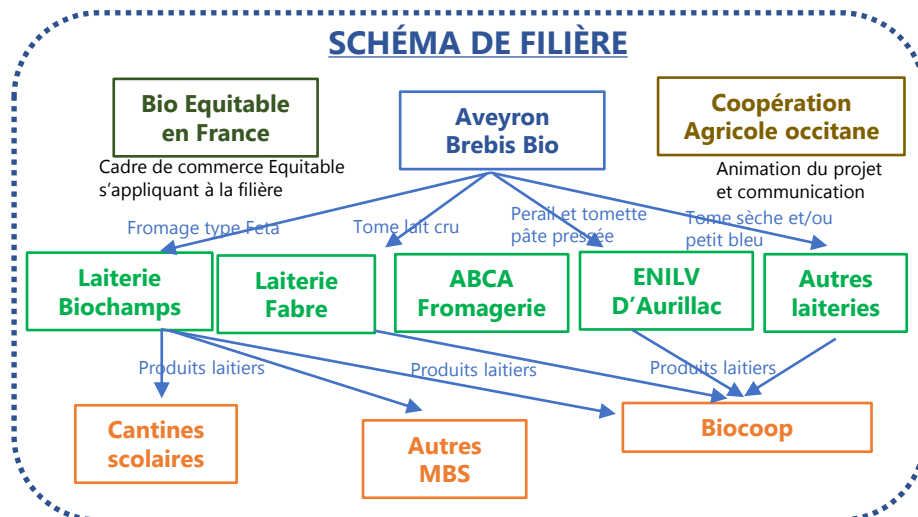 SCHÉMA DE FILIÈRE
Bio Equitable
en France
Aveyron
Brebis Bio
Coopération
Agricole occitane
Cadre de commerce Equitable
s'appliquant à la filière
Animation du projet
et communication
Fromage type Feta
Tome lait cru
Perail et tomette
pâte pressée
Tome sèche et/ou
petit bleu
Laiterie
Biochamps
Laiterie
Fabre
ABCA
Fromagerie
ENILV
D'Aurillac
Autres
laiteries
Produits laitiers
Produits laitiers
Produits laitiers
Cantines
scolaires
Autres
MBS
Biocoop